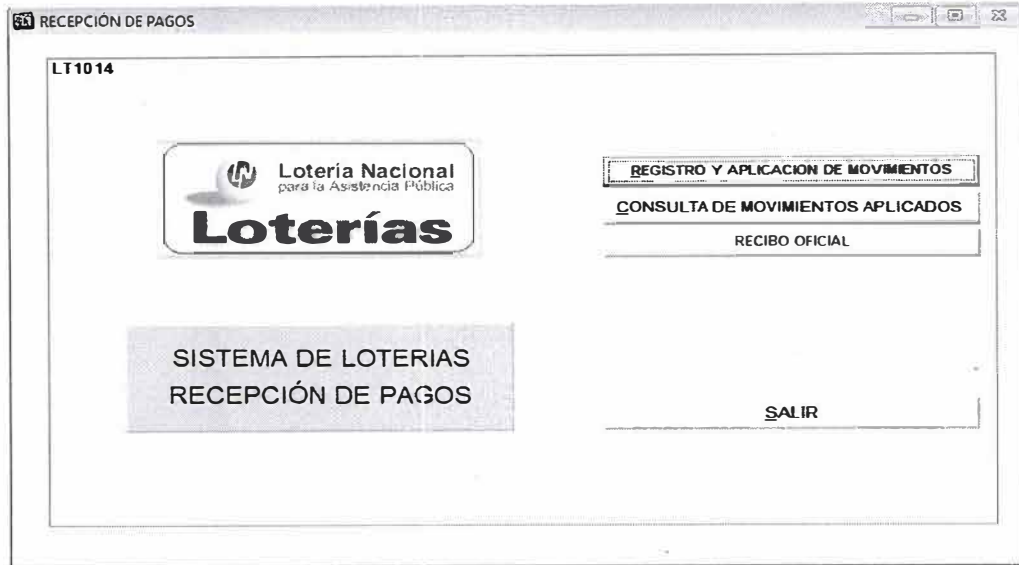 RECEPCIÓN DE PAGOS
LT1014
Lotería Nacional
para la Asistencia Pública
Loterías
REGISTRO Y APLICACION DE MOVIMIENTOS
CONSULTA DE MOVIMIENTOS APLICADOS
RECIBO OFICIAL
SISTEMA DE LOTERIAS
RECEPCIÓN DE PAGOS
SALIR